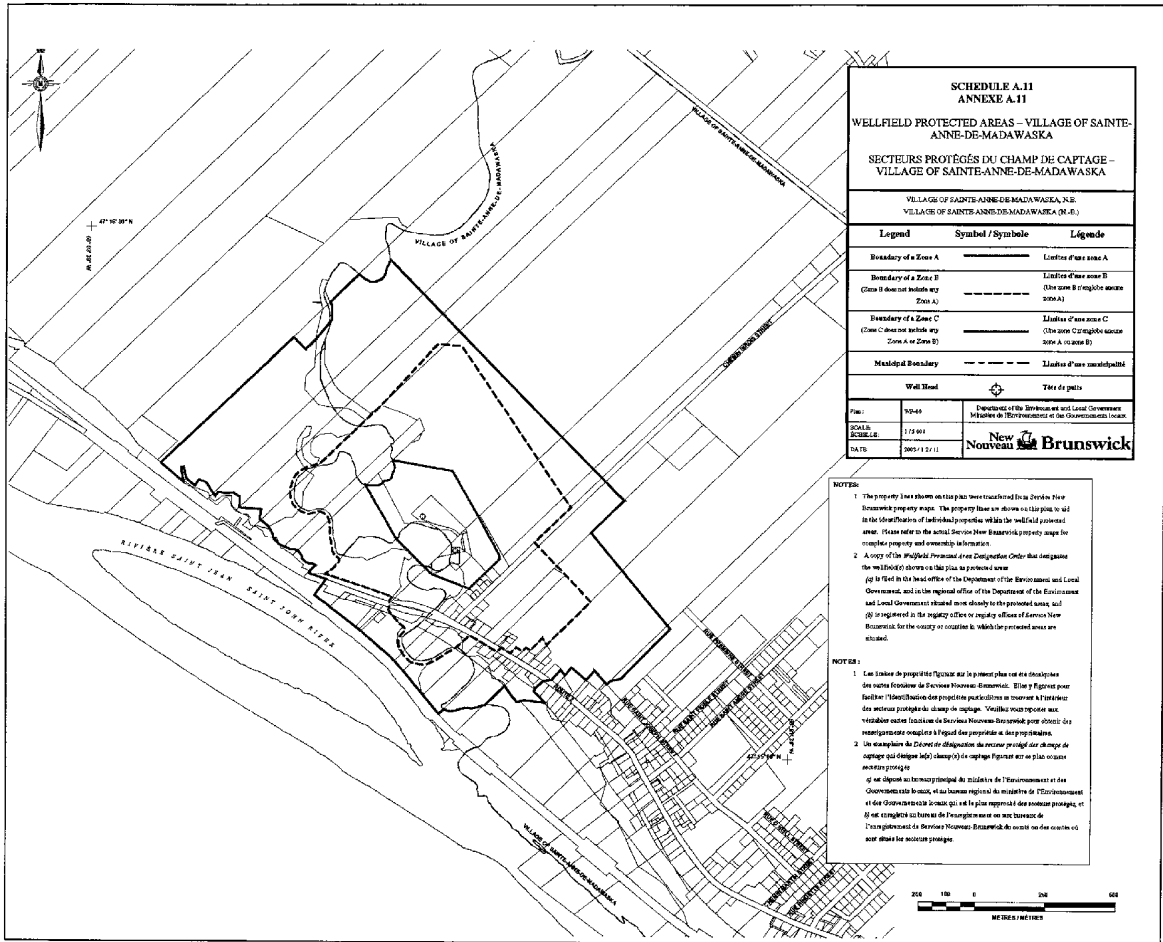 SCHEDULE A.11
ANNEXE A.11
WELLFIELD PROTECTED AREAS – VILLAGE OF SAINTE-
ANNE-DE-MADAWASKA
SECTEURS PROTÉGÉS DU CHAMP DE CAPTAGE –
VILLAGE OF SAINTE-ANNE-DE-MADAWASKA
VILLAGE OF SAINTE-ANNE-DE-MADAWASKA, N.B.
VILLAGE OF SAINTE-ANNE-DE-MADAWASKA (N.-B.)
Legend Symbol / Symbole Légende
Boundary of a Zone A Limites d'une zone A
Boundary of a Zone B Limites d'une zone B
(Zone B does not include any Zone A) (Une zone B n'englobe aucune zone A)
Boundary of a Zone C Limites d'une zone C
(Zone C does not include any Zone A or Zone B) (Une zone C n'englobe aucune zone A ou zone B)
Municipal Boundary Limites d'une municipalité
Well Head Tête de puits
Plan:
Department of the Environment and Local Government
Ministère de l'Environnement et des Gouvernements locaux
SCALE:
ÉCHELLE:
DATE
New Nouveau Brunswick
NOTES:
1 The property lines shown on this plan were transferred from Service New
Brunswick property maps. The property lines are shown on this plan to aid
in the identification of individual properties within the wellfield protected
areas. Please refer to the actual Service New Brunswick property maps for
complete property and ownership information.
2 A copy of the Wellfield Protected Area Designation Order that designates
the wellfield(s) shown on this plan as protected areas
(a) is filed in the head office of the Department of the Environment and Local
Government, and in the regional office of the Department of the Environment
and Local Government situated most closely to the protected areas, and
(b) is registered in the registry office or registry offices of Service New
Brunswick for the county or counties in which the protected areas are
situated.
NOTES :
1 Les limites de propriétés figurant sur le présent plan ont été décalquées
des cartes foncières de Services Nouveau-Brunswick. Elles y figurent pour
faciliter l'identification des propriétés particulières se trouvant à l'intérieur
des secteurs protégés du champ de captage. Veuillez vous reporter aux
véritables cartes foncières de Services Nouveau-Brunswick pour obtenir des
renseignements complets à l'égard des propriétés et des propriétaires.
2 Un exemplaire du Décret de désignation du secteur protégé des champs de
captage qui désigne le(s) champ(s) de captage figurant sur ce plan comme
secteurs protégés
a) est déposé au bureau principal du ministère de l'Environnement et des
Gouvernements locaux, et au bureau régional du ministère de l'Environnement
et des Gouvernements locaux qui est le plus rapproché des secteurs protégés, et
b) est enregistré au bureau de l'enregistrement ou aux bureaux de
l'enregistrement de Services Nouveau-Brunswick du comté ou des comtés où
sont situés les secteurs protégés.
VILLAGE OF SAINTE-ANNE-DE-MADAWASKA
VILLAGE OF SAINTE-ANNE-DE-MADAWASKA
RIVIÈRE SAINT JEAN
SAINT JOHN RIVER
VILLAGE OF SAINTE-ANNE-DE-MADAWASKA
METRES / MÈTRES